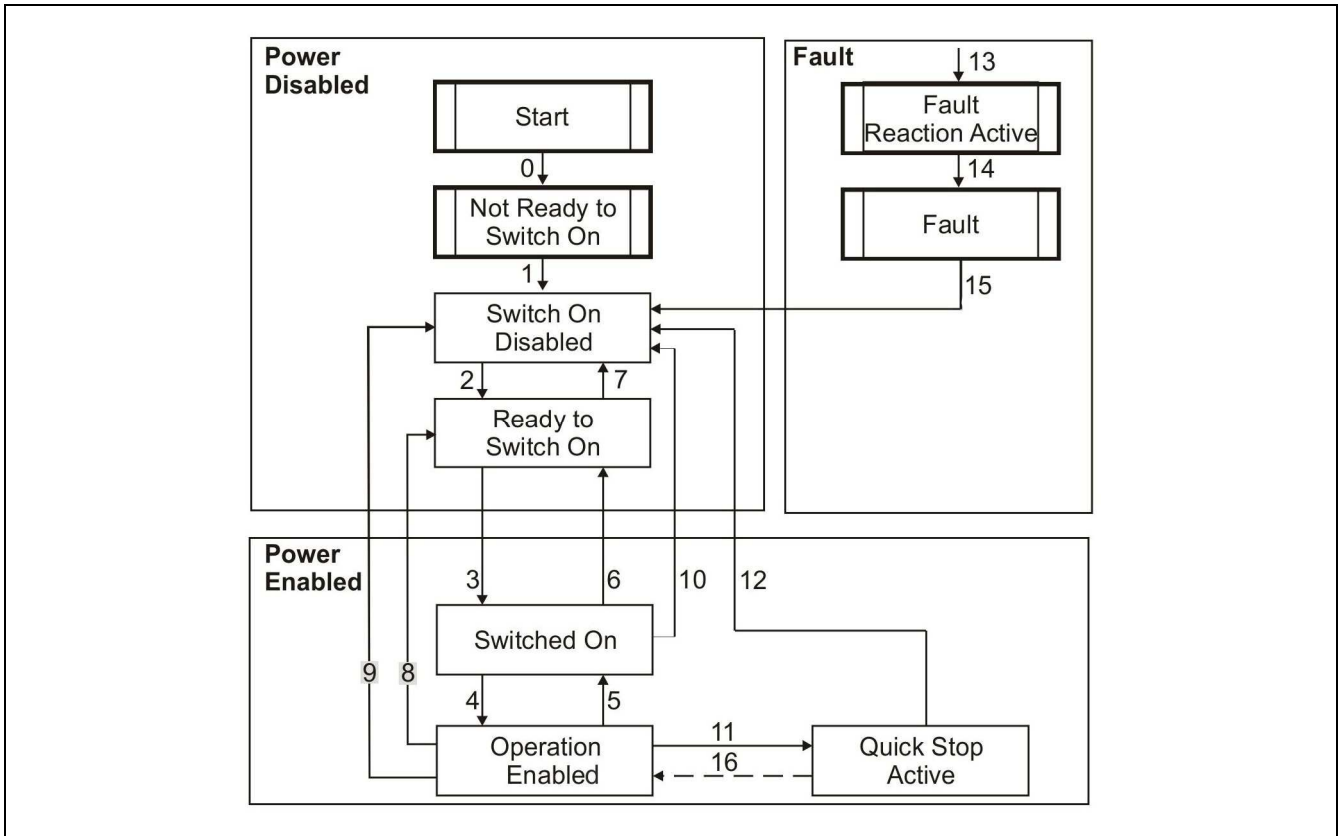 Power
Disabled
Start
0
Not Ready to
Switch On
1
Switch On
Disabled
2
7
Ready to
Switch On
Fault
13
Fault
Reaction Active
14
Fault
15
Power
Enabled
3
6
10
12
Switched On
9
8
4
5
Operation
Enabled
11
16
Quick Stop
Active